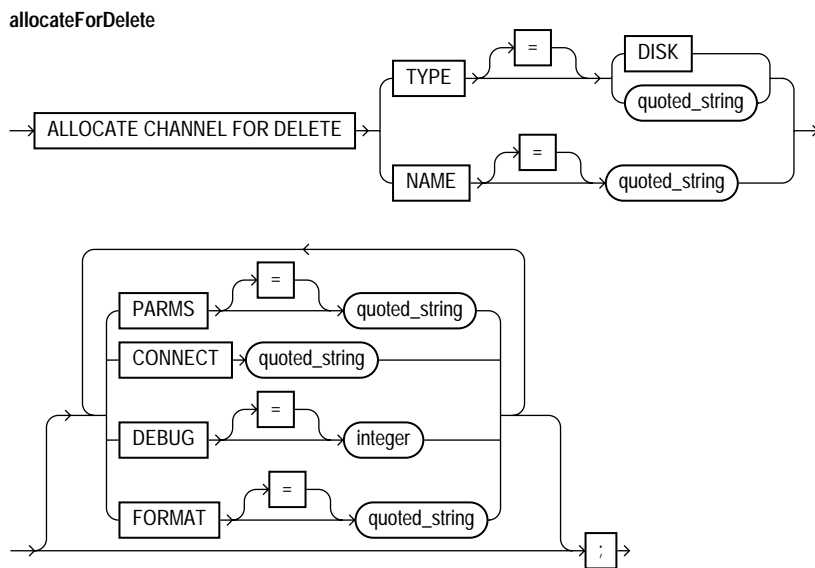 allocateForDelete
=
DISK
TYPE
quoted_string
ALLOCATE CHANNEL FOR DELETE
=
NAME
quoted_string
=
PARMS
quoted_string
CONNECT
quoted_string
=
DEBUG
integer
=
FORMAT
quoted_string
;